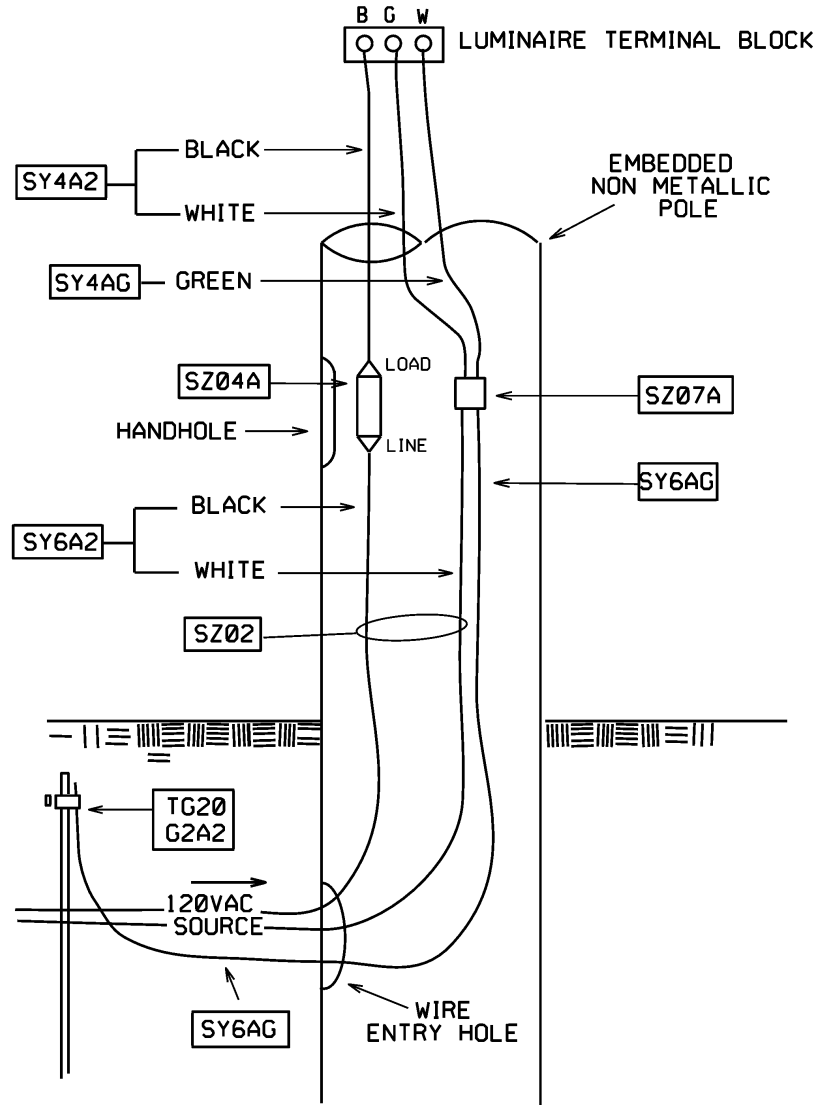 B G W
LUMINAIRE TERMINAL BLOCK
BLACK
SY4A2
WHITE
EMBEDDED
NON METALLIC
POLE
SY4AG
GREEN
LOAD
SZ04A
SZ07A
HANDHOLE
LINE
SY6AG
BLACK
SY6A2
WHITE
SZ02
TG20
G2A2
120VAC
SOURCE
SY6AG
WIRE
ENTRY HOLE